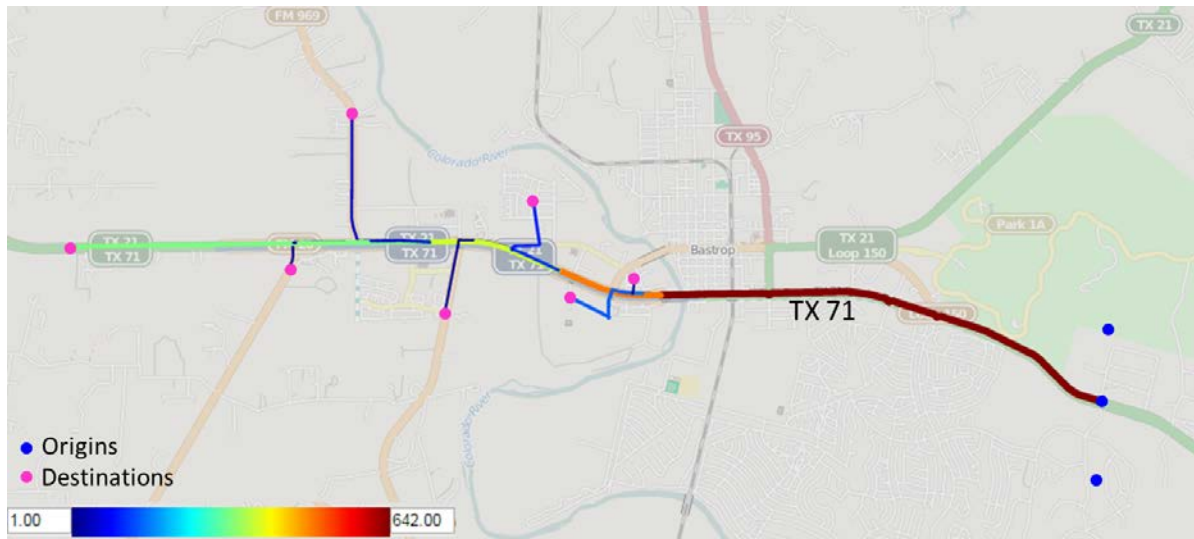 FM 969
TX 21
TX 95
Colorado River
Park 1A
TX 21
TX 71
TX 21
TX 71
TX 71
Bastrop
TX 21
Loop 150
TX 71
Colorado River
Origins
Destinations
1.00
642.00